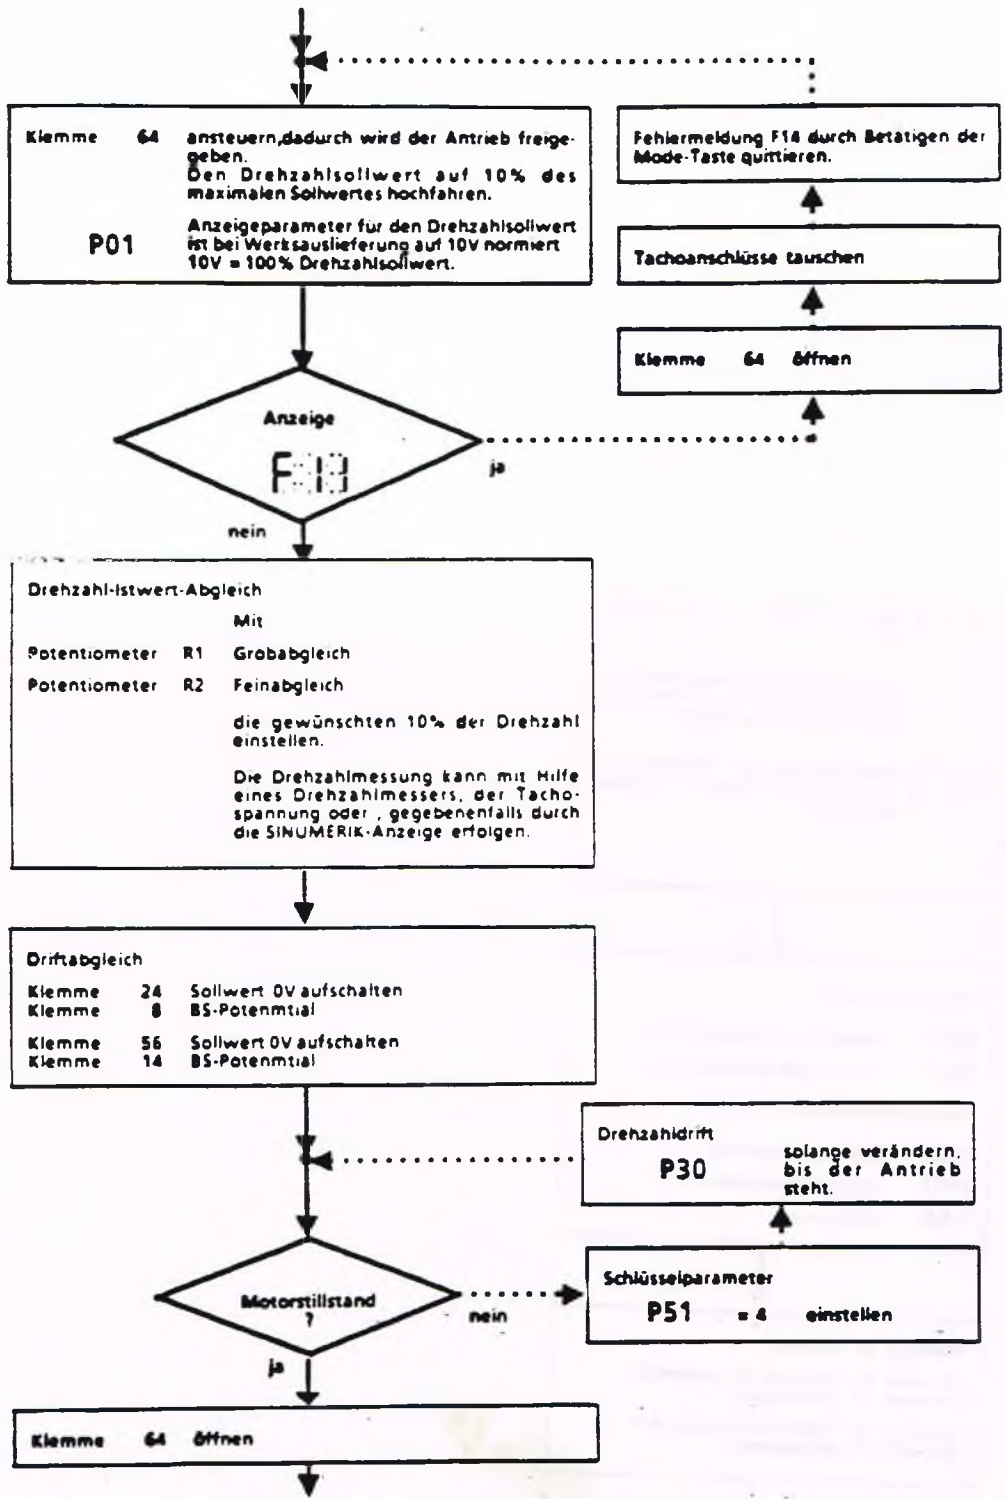 Klemme 64 ansteuern,dadurch wird der Antrieb freige-
geben.
Den Drehzahlsollwert auf 10% des
maximalen Sollwertes hochfahren.
P01 Anzeigeparameter für den Drehzahlsollwert
ist bei Werksauslieferung auf 10V normiert
10V = 100% Drehzahlsollwert.
Fehlermeldung F14 durch Betätigen der
Mode-Taste quittieren.
Tachoanschlüsse tauschen
Klemme 64 öffnen
Anzeige
F-13
ja
nein
Drehzahl-Istwert-Abgleich
Mit
Potentiometer R1 Grobabgleich
Potentiometer R2 Feinabgleich
die gewünschten 10% der Drehzahl
einstellen.
Die Drehzahlmessung kann mit Hilfe
eines Drehzahlmessers, der Tacho-
spannung oder , gegebenenfalls durch
die SINUMERIK-Anzeige erfolgen.
Driftabgleich
Klemme 24 Sollwert 0V aufschalten
Klemme 8 BS-Potenmtial
Klemme 56 Sollwert 0V aufschalten
Klemme 14 BS-Potenmtial
Drehzahldrift
P30 solange verändern,
bis der Antrieb
steht.
Schlüsselparameter
P51 = 4 einstellen
Motorstillstand
?
nein
ja
Klemme 64 öffnen